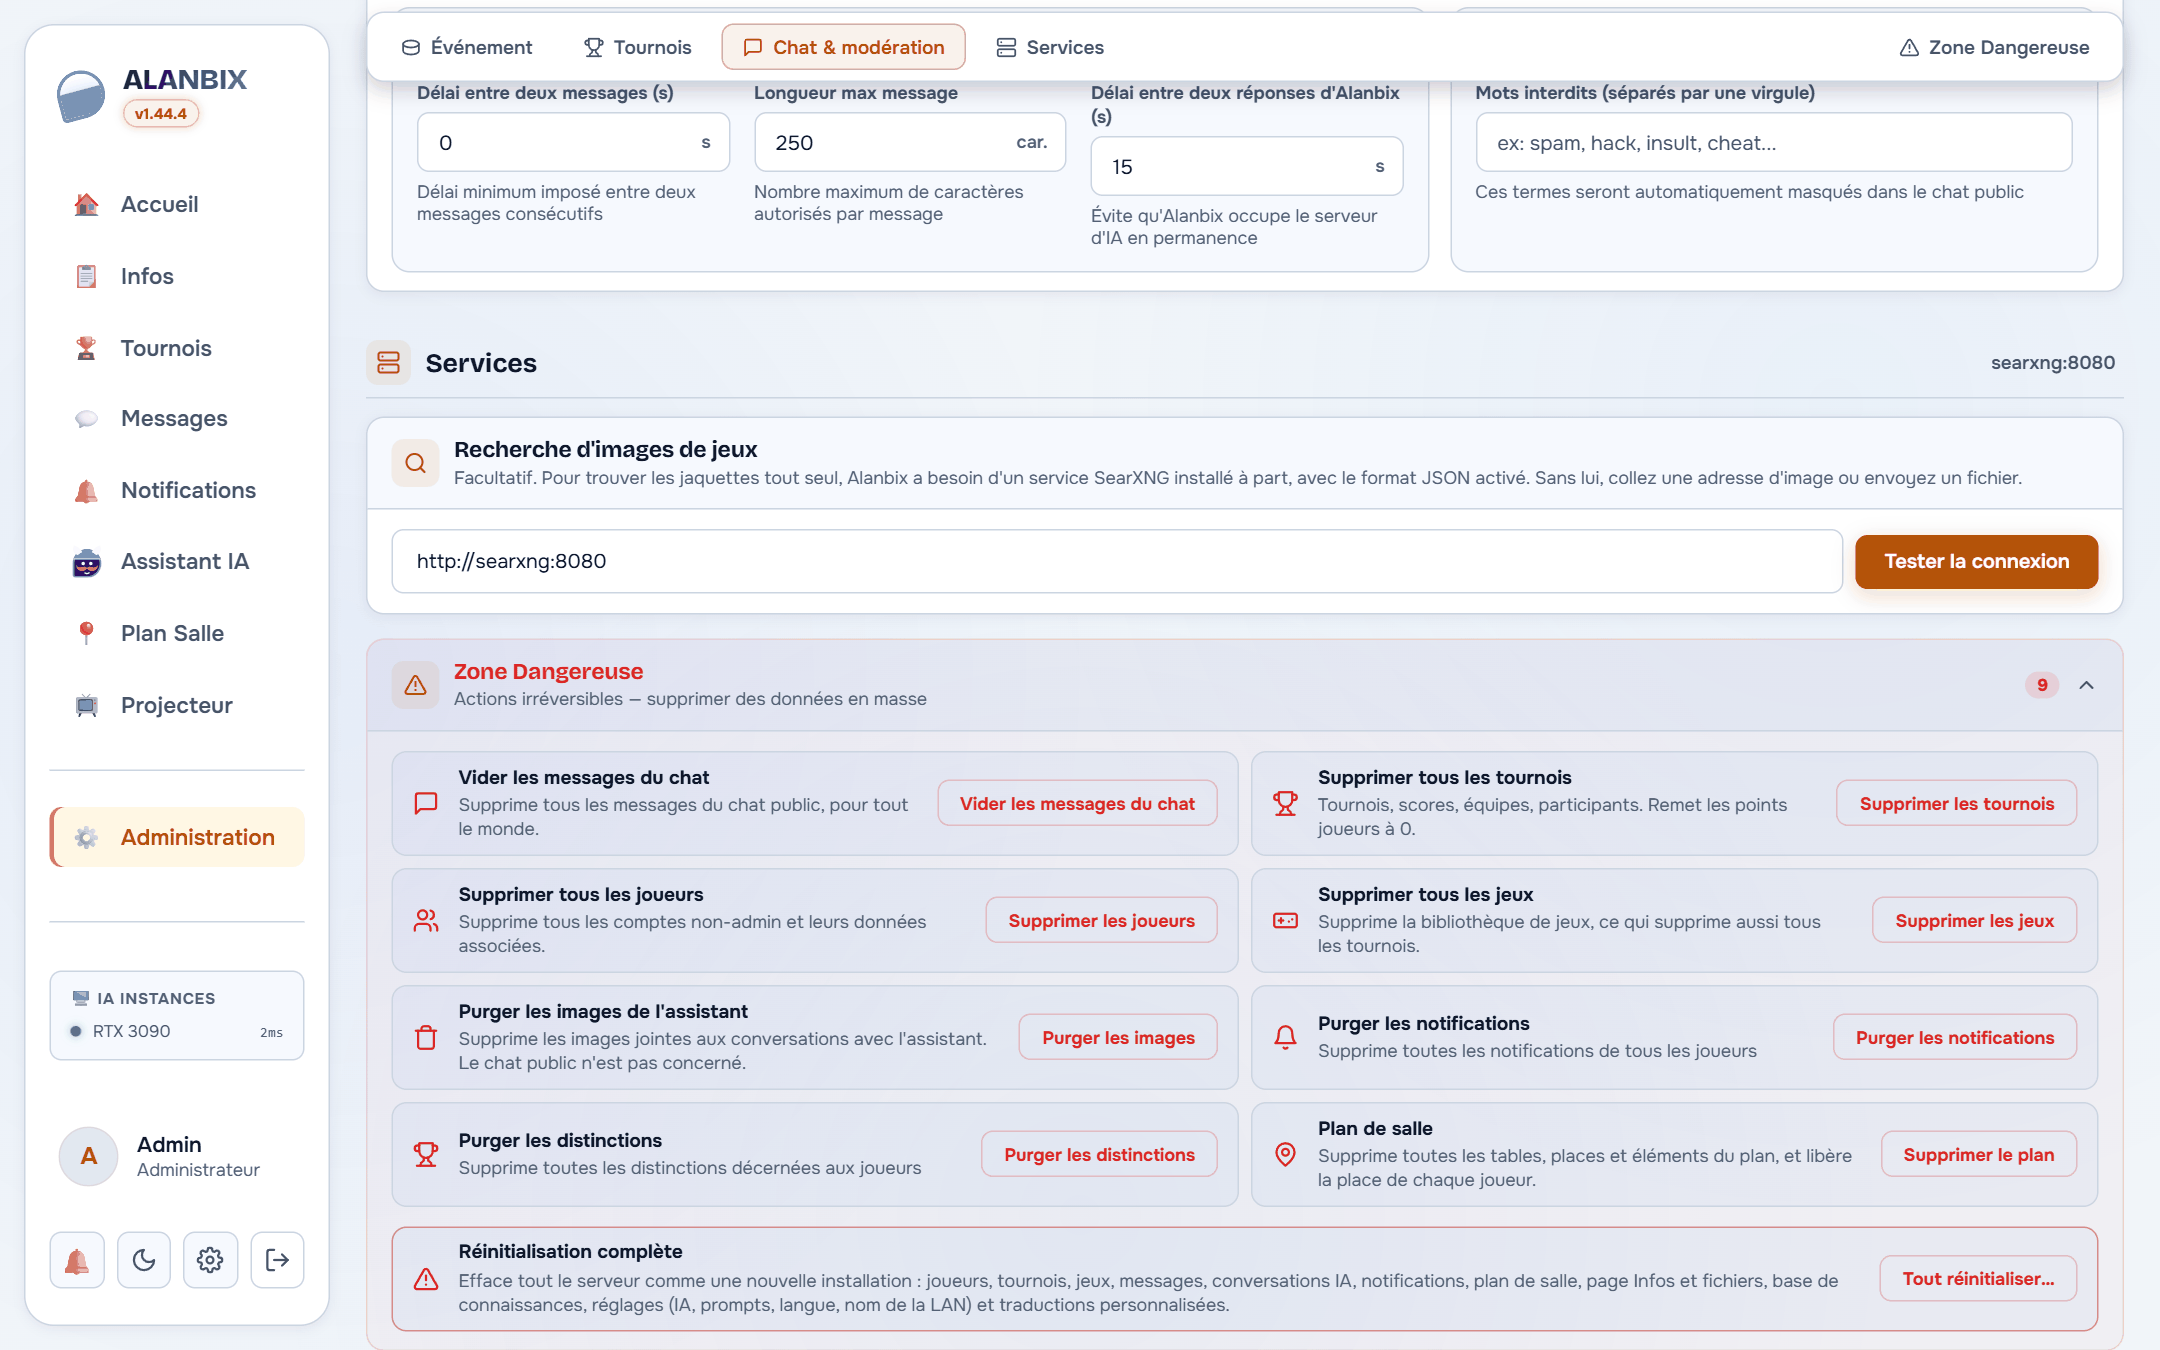 ALANBIX
v1.44.4
Accueil
Infos
Tournois
Messages
Notifications
Assistant IA
Plan Salle
Projecteur
Administration
IA INSTANCES
RTX 3090
2ms
A
Admin
Administrateur
Événement
Tournois
Chat & modération
Services
Zone Dangereuse
Délai entre deux messages (s)
0
s
Délai minimum imposé entre deux
messages consécutifs
Longueur max message
250
car.
Nombre maximum de caractères
autorisés par message
Délai entre deux réponses d'Alanbix
(s)
15
s
Évite qu'Alanbix occupe le serveur
d'IA en permanence
Mots interdits (séparés par une virgule)
ex: spam, hack, insult, cheat...
Ces termes seront automatiquement masqués dans le chat public
Services
searxng:8080
Recherche d'images de jeux
Facultatif. Pour trouver les jaquettes tout seul, Alanbix a besoin d'un service SearXNG installé à part, avec le format JSON activé. Sans lui, collez une adresse d'image ou envoyez un fichier.
http://searxng:8080
Tester la connexion
Zone Dangereuse
Actions irréversibles — supprimer des données en masse
9
Vider les messages du chat
Supprime tous les messages du chat public, pour tout
le monde.
Vider les messages du chat
Supprimer tous les tournois
Tournois, scores, équipes, participants. Remet les points
joueurs à 0.
Supprimer les tournois
Supprimer tous les joueurs
Supprime tous les comptes non-admin et leurs données
associées.
Supprimer les joueurs
Supprimer tous les jeux
Supprime la bibliothèque de jeux, ce qui supprime aussi tous
les tournois.
Supprimer les jeux
Purger les images de l'assistant
Supprime les images jointes aux conversations avec l'assistant.
Le chat public n'est pas concerné.
Purger les images
Purger les notifications
Supprime toutes les notifications de tous les joueurs
Purger les notifications
Purger les distinctions
Supprime toutes les distinctions décernées aux joueurs
Purger les distinctions
Plan de salle
Supprime toutes les tables, places et éléments du plan, et libère
la place de chaque joueur.
Supprimer le plan
Réinitialisation complète
Efface tout le serveur comme une nouvelle installation : joueurs, tournois, jeux, messages, conversations IA, notifications, plan de salle, page Infos et fichiers, base de
connaissances, réglages (IA, prompts, langue, nom de la LAN) et traductions personnalisées.
Tout réinitialiser...